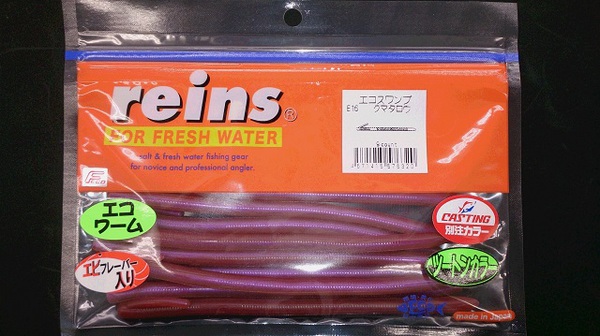 reins®
FOR FRESH WATER
salt & fresh water fishing gear
for novice and professional angler.
エコスワンプ
E16 クマタロウ
9 count
エコ
ワーム
CASTING
別注カラー
エビフレーバー
入り
ツートンカラー
made in Japan